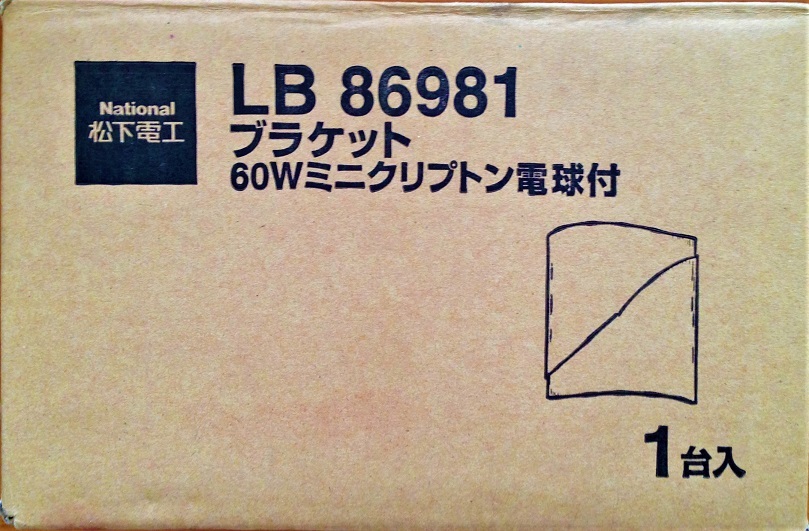 National
松下電工
LB 86981
ブラケット
60Wミニクリプトン電球付
1台入